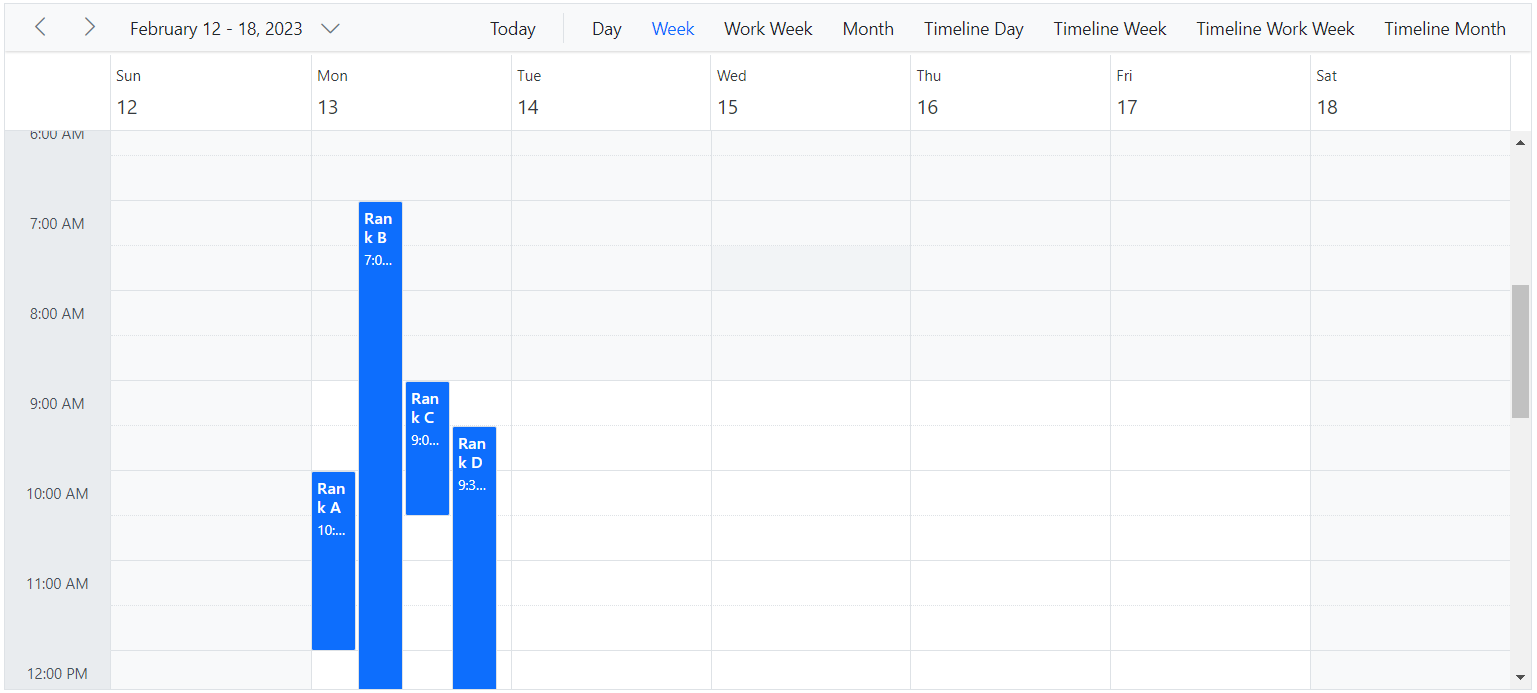 February 12 - 18, 2023 Today Day Week Work Week Month Timeline Day Timeline Week Timeline Work Week Timeline Month
Sun Mon Tue Wed Thu Fri Sat
12 13 14 15 16 17 18
6:00 AM
7:00 AM
8:00 AM
9:00 AM
10:00 AM
11:00 AM
12:00 PM
Ran
k A
10:...
Ran
k B
7:0...
Ran
k C
9:0...
Ran
k D
9:3...